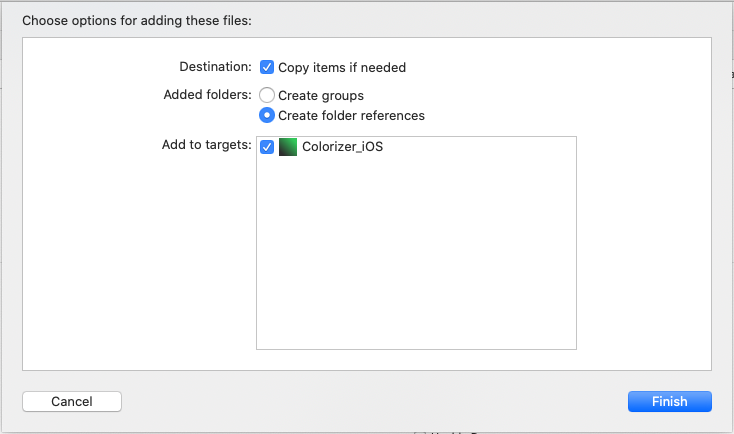 Choose options for adding these files:
Destination: Copy items if needed
Added folders: Create groups
Create folder references
Add to targets: Colorizer_iOS
Cancel Finish